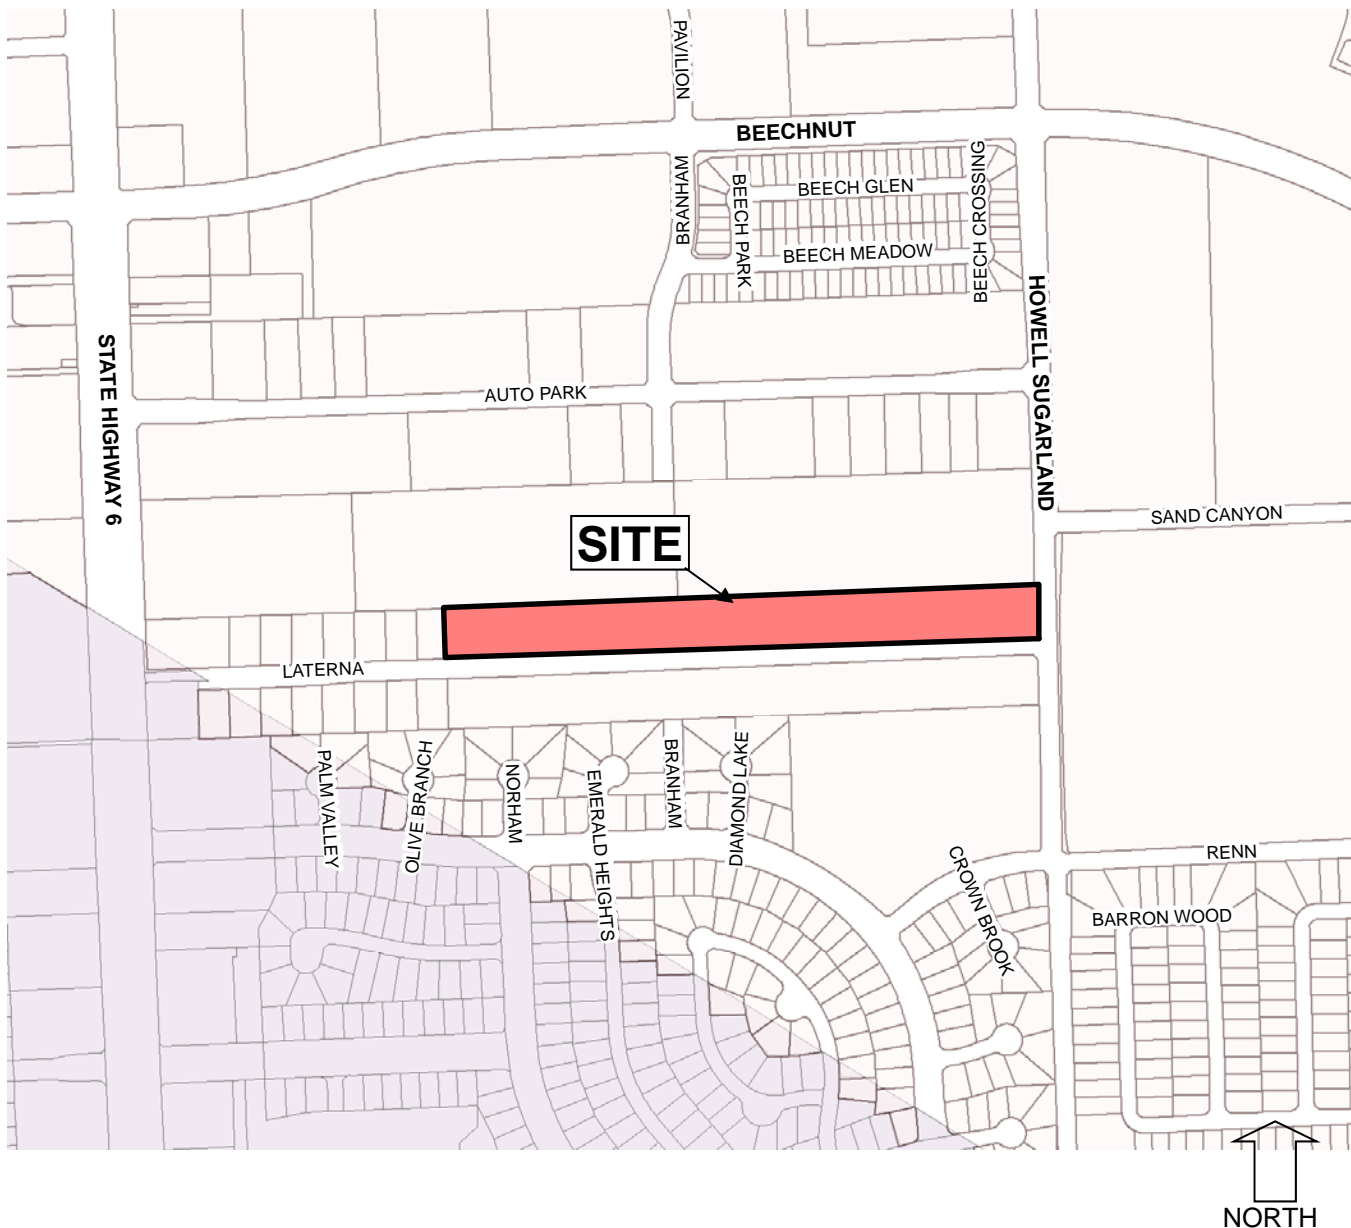 PAVILION
BEECHNUT
BRANHAM
BEECH PARK
BEECH GLEN
BEECH CROSSING
BEECH MEADOW
HOWELL SUGARLAND
STATE HIGHWAY 6
AUTO PARK
SAND CANYON
SITE
LATERNA
PALM VALLEY
OLIVE BRANCH
NORHAM
EMERALD HEIGHTS
BRANHAM
DIAMOND LAKE
CROWN BROOK
RENN
BARRON WOOD
NORTH